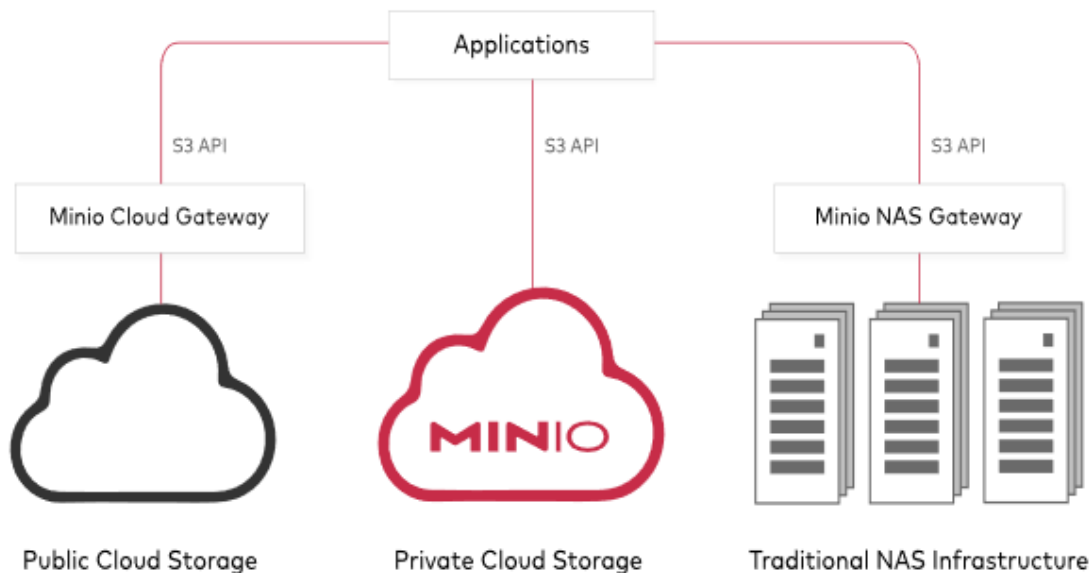 Applications
S3 API
S3 API
S3 API
Minio Cloud Gateway
Minio NAS Gateway
MINIO
Public Cloud Storage
Private Cloud Storage
Traditional NAS Infrastructure